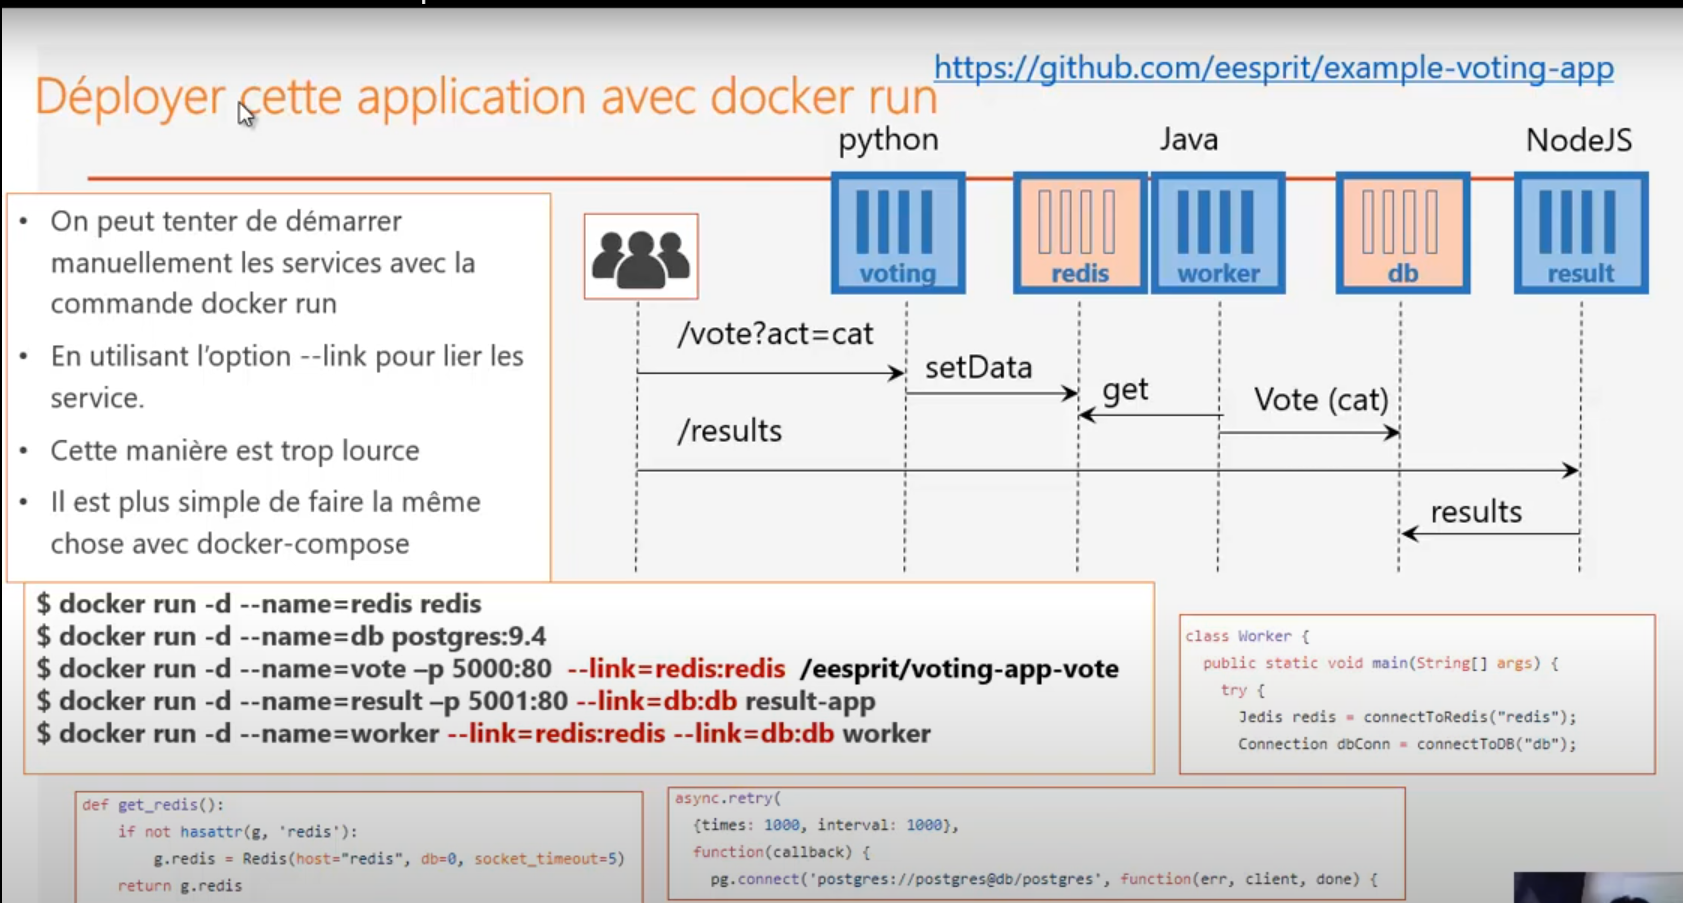 Déployer cette application avec docker run
https://github.com/eesprit/example-voting-app
python
Java
NodeJS
voting
redis
worker
db
result
• On peut tenter de démarrer
manuellement les services avec la
commande docker run
• En utilisant l'option --link pour lier les
service.
• Cette manière est trop lource
• Il est plus simple de faire la même
chose avec docker-compose
/vote?act=cat
setData
get
Vote (cat)
/results
results
$ docker run -d --name=redis redis
$ docker run -d --name=db postgres:9.4
$ docker run -d --name=vote –p 5000:80 --link=redis:redis /eesprit/voting-app-vote
$ docker run -d --name=result –p 5001:80 --link=db:db result-app
$ docker run -d --name=worker --link=redis:redis --link=db:db worker
class Worker {
public static void main(String[] args) {
try {
Jedis redis = connectToRedis("redis");
Connection dbConn = connectToDB("db");
def get_redis():
if not hasattr(g, 'redis'):
g.redis = Redis(host="redis", db=0, socket_timeout=5)
return g.redis
async.retry(
{times: 1000, interval: 1000},
function(callback) {
pg.connect('postgres://postgres@db/postgres', function(err, client, done) {